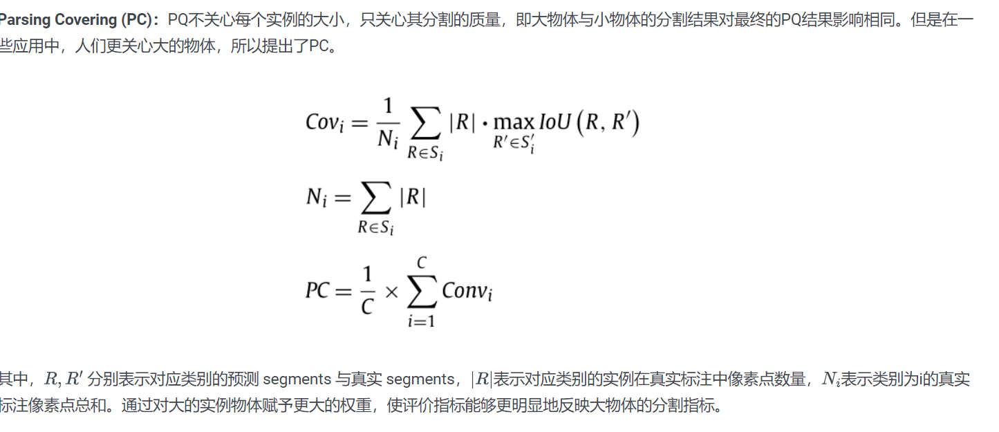 Parsing Covering (PC)：PQ不关心每个实例的大小，只关心其分割的质量，即大物体与小物体的分割结果对最终的PQ结果影响相同。但是在一
些应用中，人们更关心大的物体，所以提出了PC。
Cov_i = \frac{1}{N_i} \sum_{R∈S_i} |R| · \max_{R'∈S'_i} IoU (R, R')
N_i = \sum_{R∈S_i} |R|
PC = \frac{1}{C} × \sum_{i=1}^{C} Conv_i
其中，R, R′ 分别表示对应类别的预测 segments 与真实 segments，|R|表示对应类别的实例在真实标注中像素点数量，N_i表示类别为i的真实
标注像素点总和。通过对大的实例物体赋予更大的权重，使评价指标能够更明显地反映大物体的分割指标。